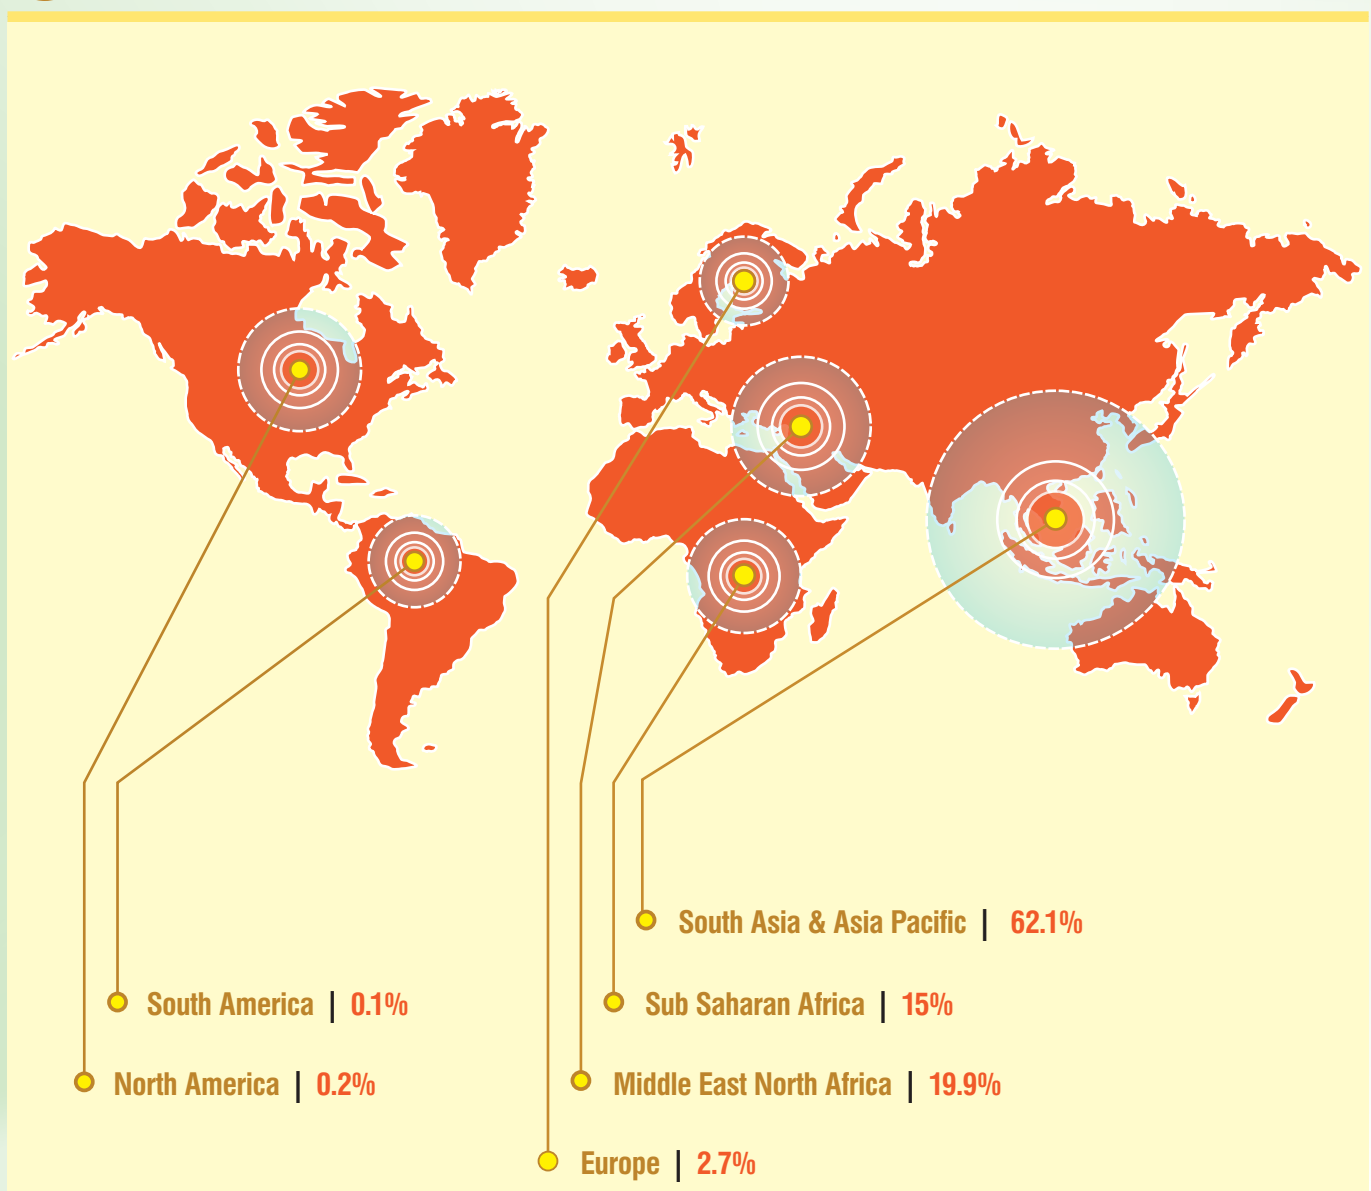 South Asia & Asia Pacific | 62.1%
South America | 0.1%
Sub Saharan Africa | 15%
North America | 0.2%
Middle East North Africa | 19.9%
Europe | 2.7%